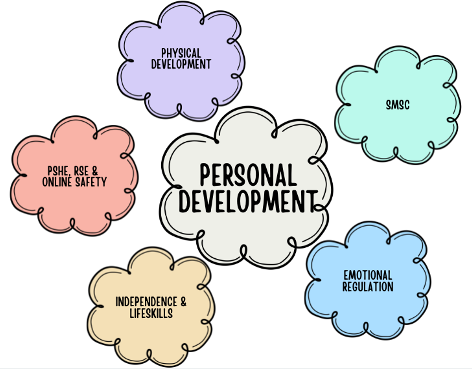 PHYSICAL
DEVELOPMENT
SMSC
PSHE, RSE &
ONLINE SAFETY
PERSONAL
DEVELOPMENT
EMOTIONAL
REGULATION
INDEPENDENCE &
LIFESKILLS